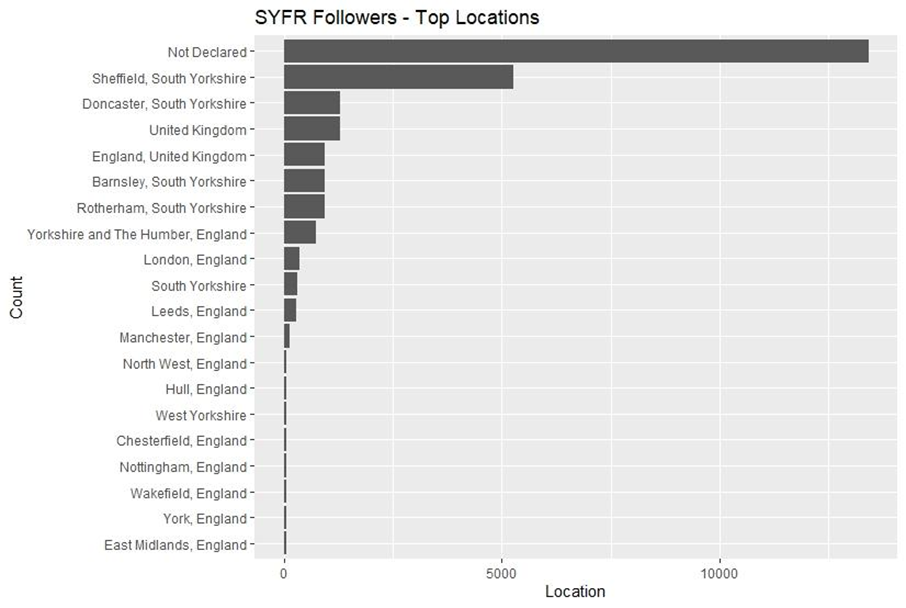 SYFR Followers - Top Locations
Not Declared
Sheffield, South Yorkshire
Doncaster, South Yorkshire
United Kingdom
England, United Kingdom
Barnsley, South Yorkshire
Rotherham, South Yorkshire
Yorkshire and The Humber, England
London, England
South Yorkshire
Leeds, England
Manchester, England
North West, England
Hull, England
West Yorkshire
Chesterfield, England
Nottingham, England
Wakefield, England
York, England
East Midlands, England
Count
0 5000 10000
Location